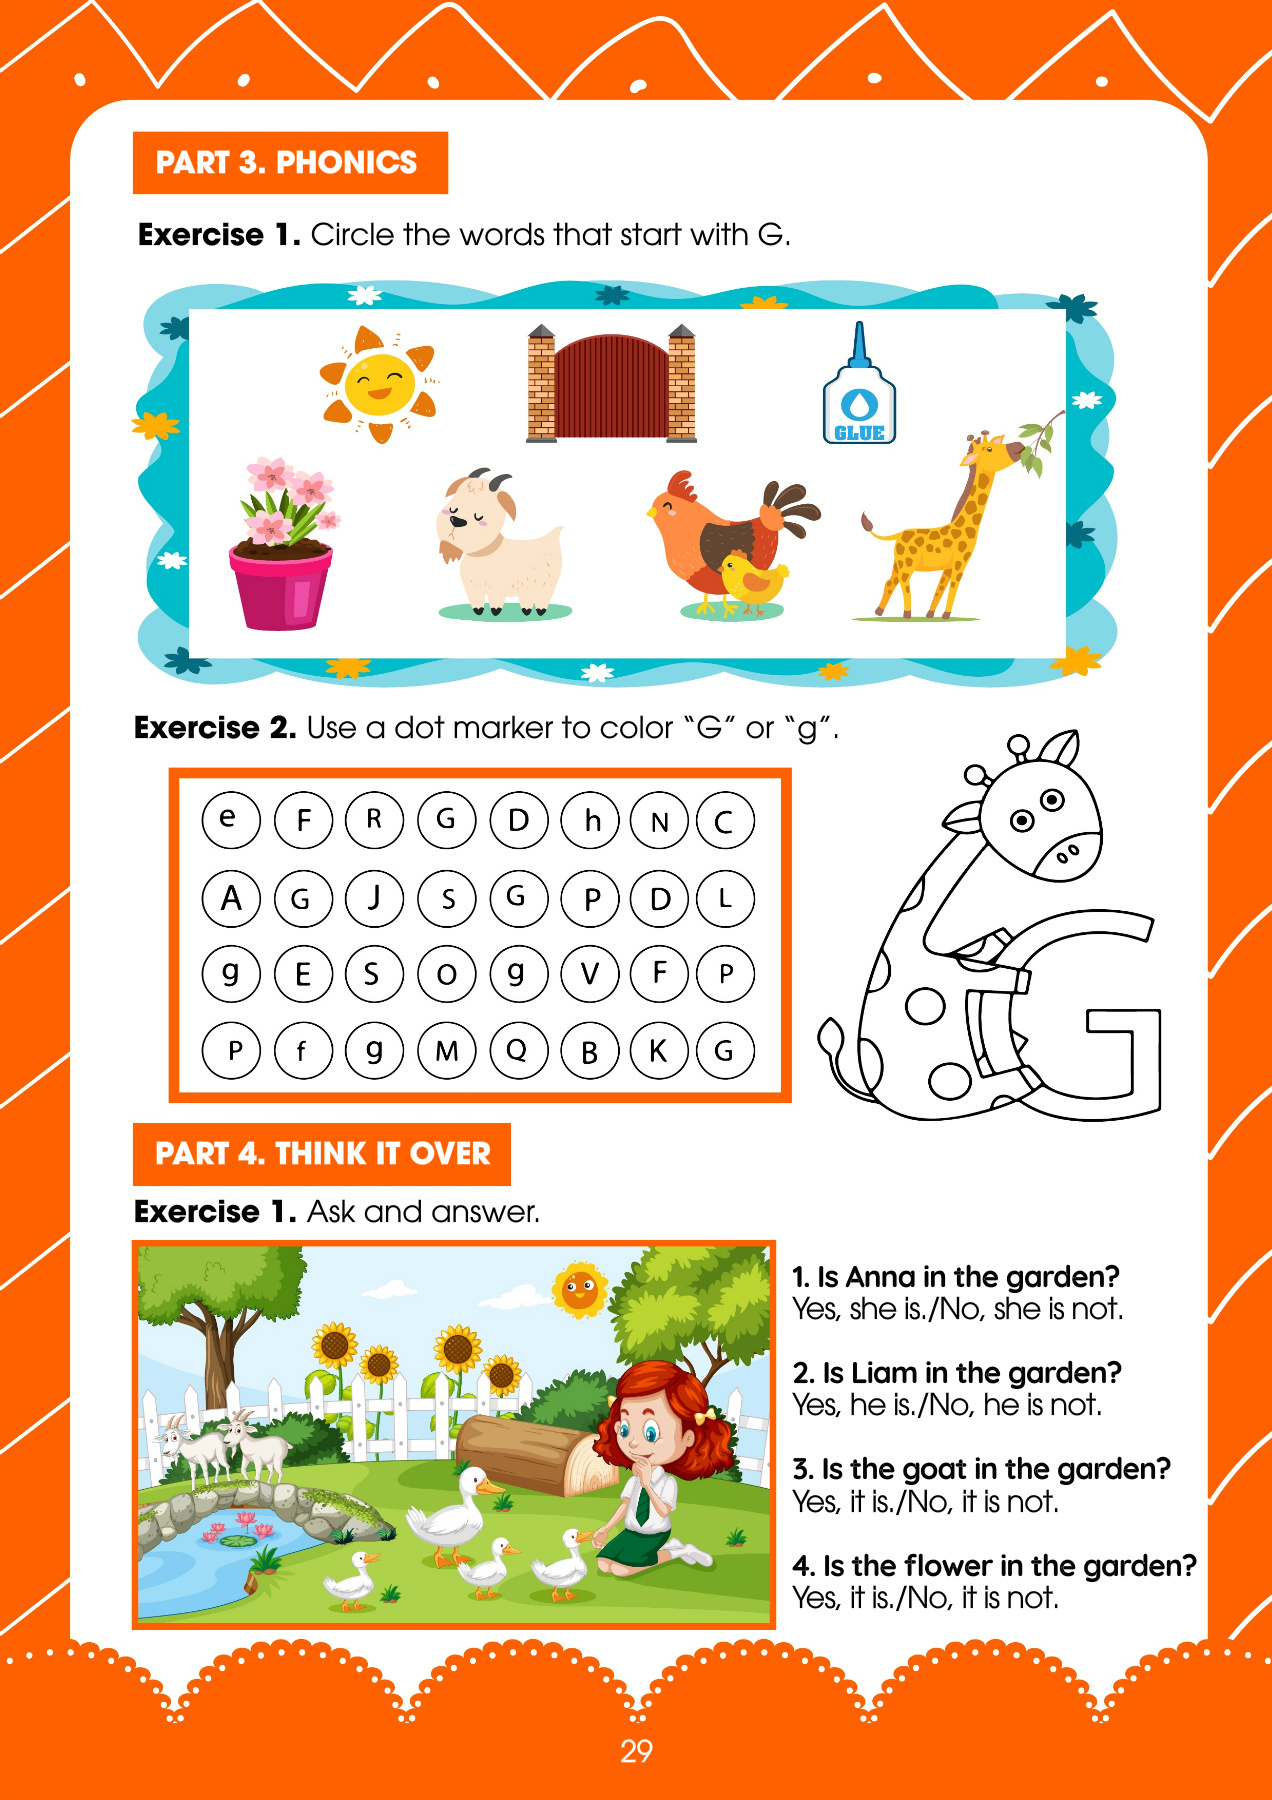 PART 3. PHONICS
Exercise 1. Circle the words that start with G.
GLUE
Exercise 2. Use a dot marker to color “G” or “g”.
e F R G D h N C
A G J S G P D L
g E S O g V F P
P f g M Q B K G
G
PART 4. THINK IT OVER
Exercise 1. Ask and answer.
1. Is Anna in the garden?
Yes, she is./No, she is not.
2. Is Liam in the garden?
Yes, he is./No, he is not.
3. Is the goat in the garden?
Yes, it is./No, it is not.
4. Is the flower in the garden?
Yes, it is./No, it is not.
29